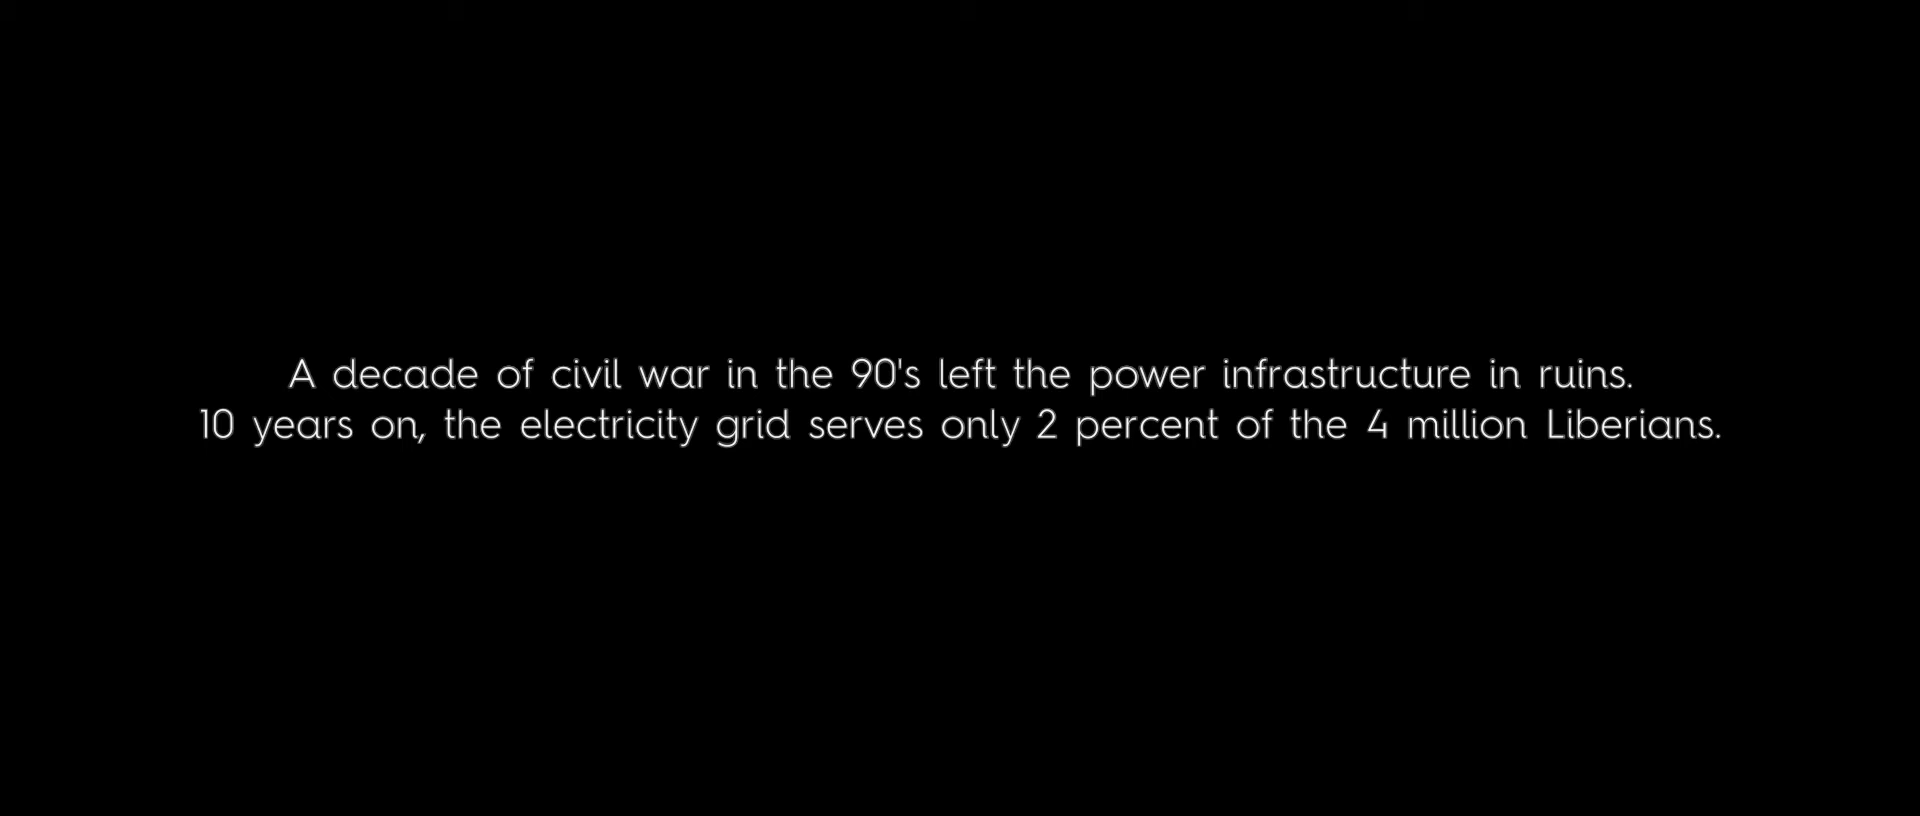 A decade of civil war in the 90's left the power infrastructure in ruins.
10 years on, the electricity grid serves only 2 percent of the 4 million Liberians.